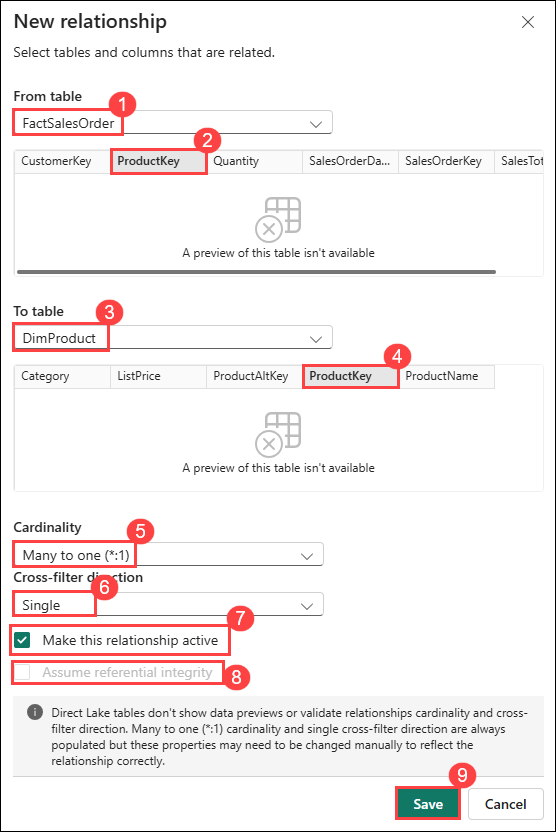 New relationship
Select tables and columns that are related.
From table
1
FactSalesOrder
2
CustomerKey ProductKey Quantity SalesOrderDa... SalesOrderKey SalesTot
A preview of this table isn't available
To table
3
DimProduct
4
Category ListPrice ProductAltKey ProductKey ProductName
A preview of this table isn't available
Cardinality
5
Many to one (*:1)
Cross-filter direction
6
Single
7
Make this relationship active
Assume referential integrity
8
Direct Lake tables don't show data previews or validate relationships cardinality and cross-
filter direction. Many to one (*:1) cardinality and single cross-filter direction are always
populated but these properties may need to be changed manually to reflect the
relationship correctly.
9
Save Cancel